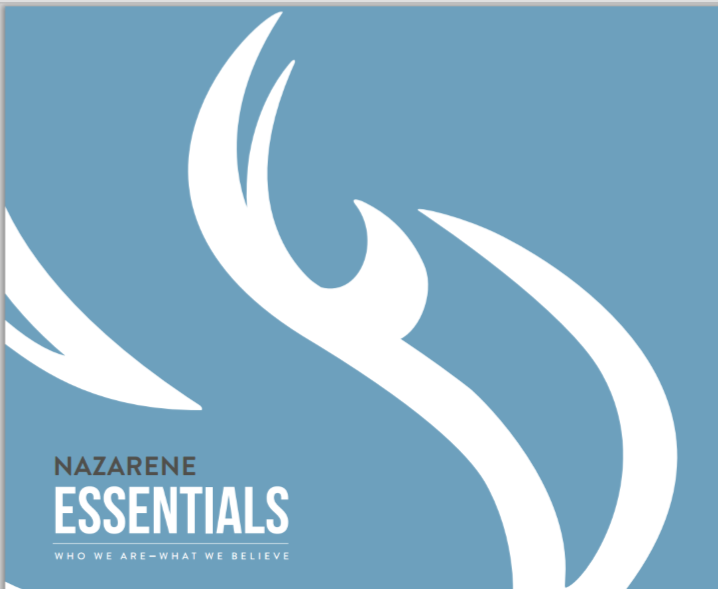 NAZARENE
ESSENTIALS
WHO WE ARE—WHAT WE BELIEVE